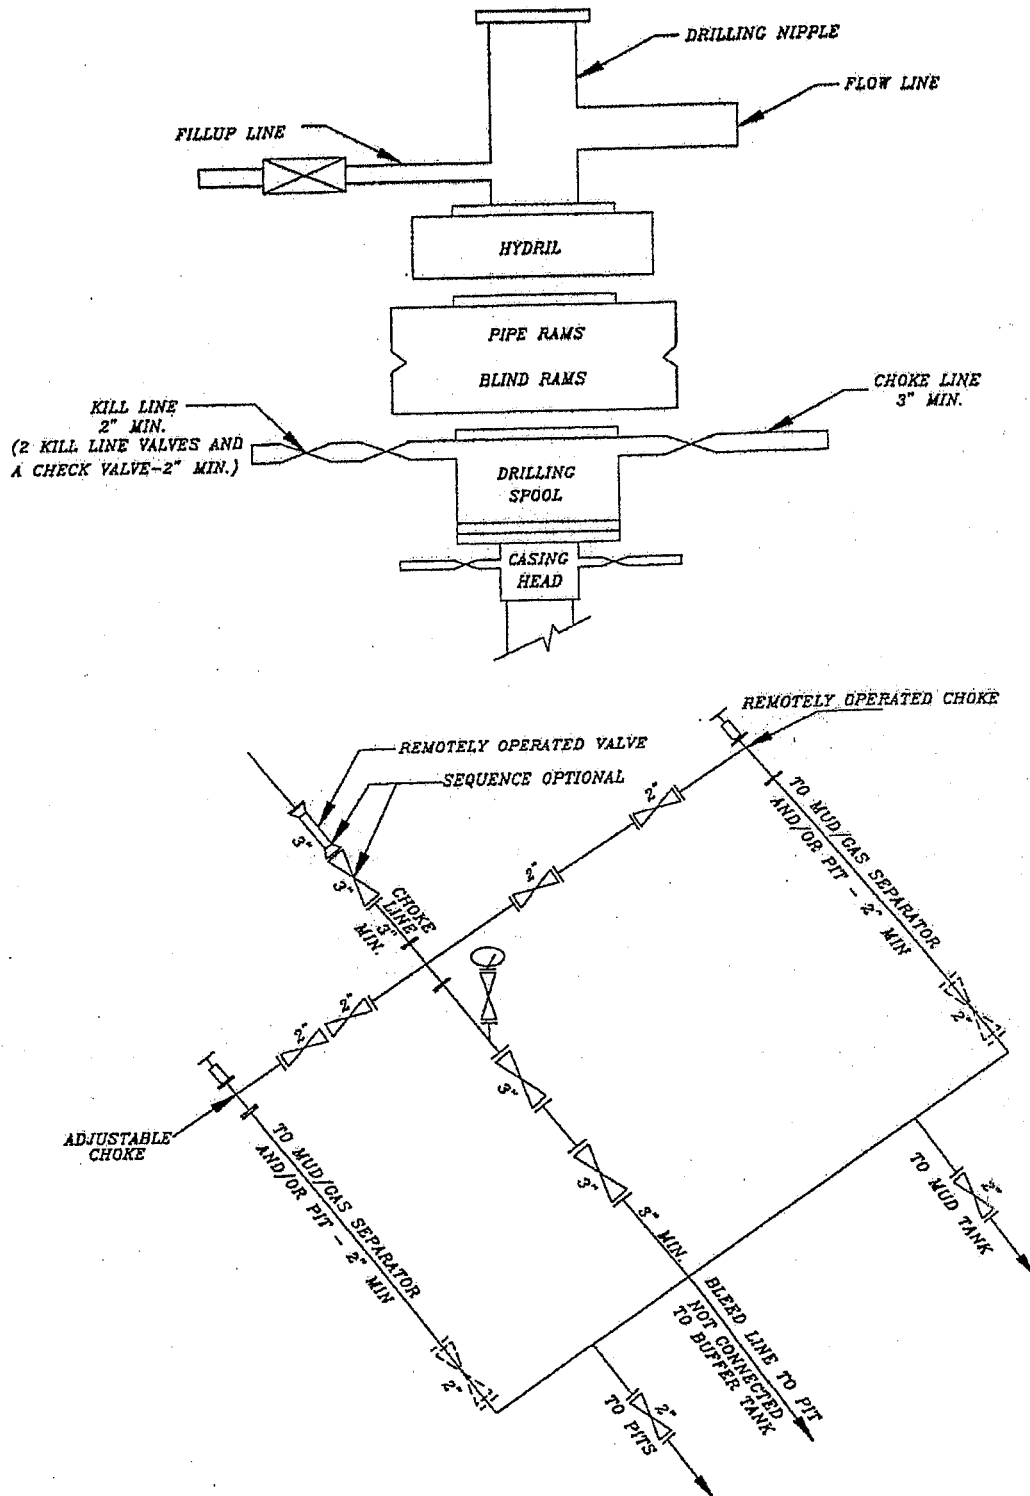 DRILLING NIPPLE
FLOW LINE
FILLUP LINE
HYDRIL
PIPE RAMS
BLIND RAMS
KILL LINE
2" MIN.
(2 KILL LINE VALVES AND
A CHECK VALVE-2" MIN.)
CHOKE LINE
3" MIN.
DRILLING
SPOOL
CASING
HEAD
REMOTELY OPERATED CHOKE
REMOTELY OPERATED VALVE
SEQUENCE OPTIONAL
3"
3"
CHOKE
LINE
3"
MIN.
2"
2"
2"
2"
TO MUD/GAS SEPARATOR
AND/OR PIT - 2" MIN
2"
ADJUSTABLE
CHOKE
TO MUD/GAS SEPARATOR
AND/OR PIT - 2" MIN
2"
3"
3"
3" MIN.
BLEED LINE TO PIT
NOT CONNECTED
TO BUFFER TANK
2"
TO MUD TANK
2"
TO PITS